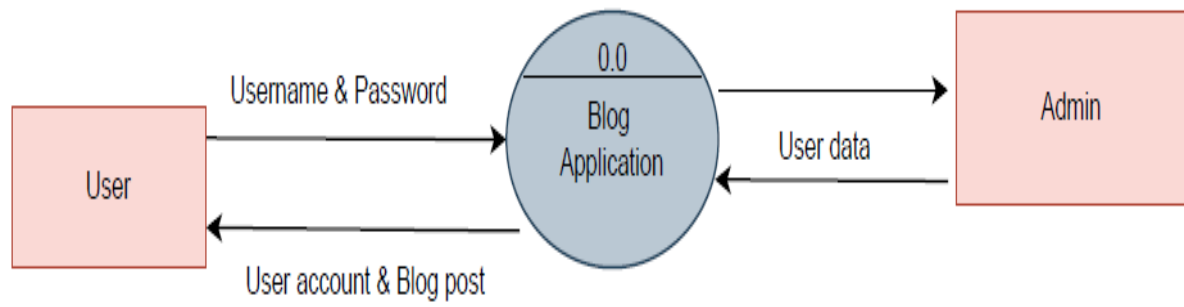 0.0
Username & Password
Blog
Application
Admin
User data
User
User account & Blog post